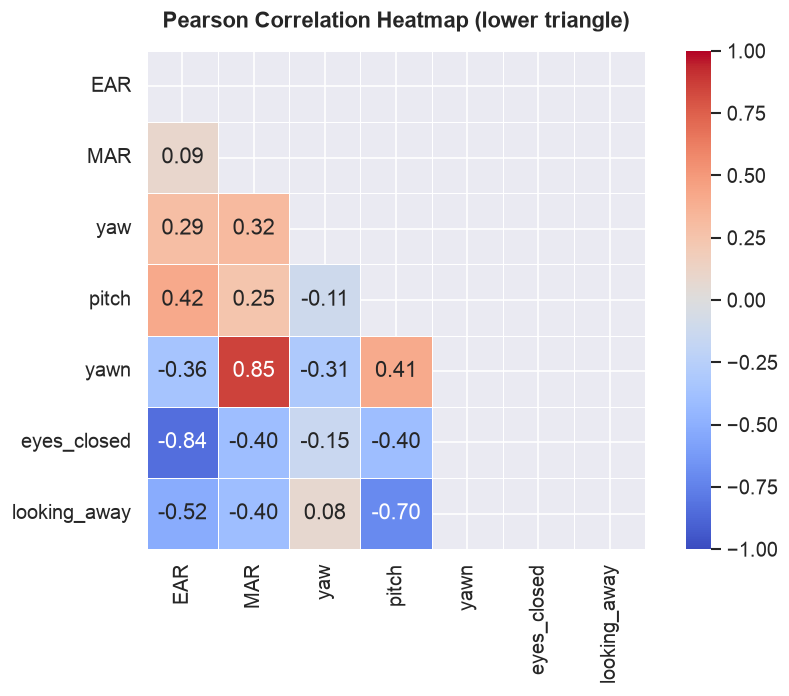 Pearson Correlation Heatmap (lower triangle)
EAR
MAR 0.09
yaw 0.29 0.32
pitch 0.42 0.25 -0.11
yawn -0.36 0.85 -0.31 0.41
eyes_closed -0.84 -0.40 -0.15 -0.40
looking_away -0.52 -0.40 0.08 -0.70
EAR MAR yaw pitch yawn eyes_closed looking_away
1.00
0.75
0.50
0.25
0.00
−0.25
−0.50
−0.75
−1.00